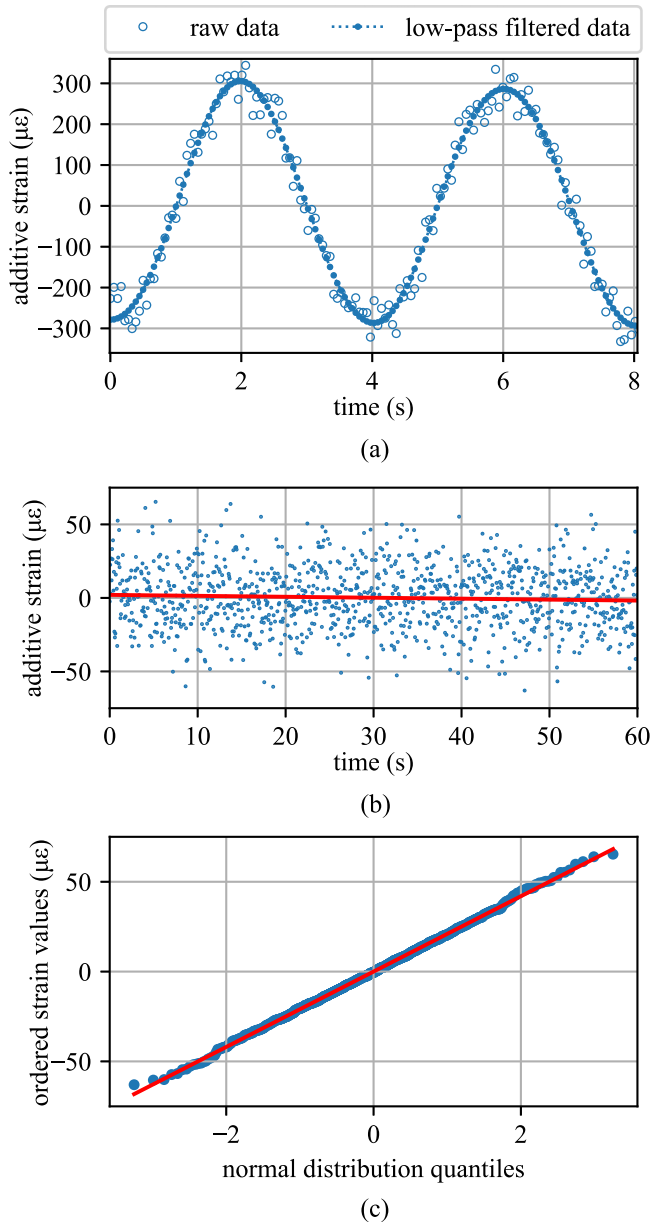 raw data low-pass filtered data
additive strain (με)
300
200
100
0
−100
−200
−300
0 2 4 6 8
time (s)
(a)
additive strain (με)
50
0
−50
0 10 20 30 40 50 60
time (s)
(b)
ordered strain values (με)
50
0
−50
−2 0 2
normal distribution quantiles
(c)